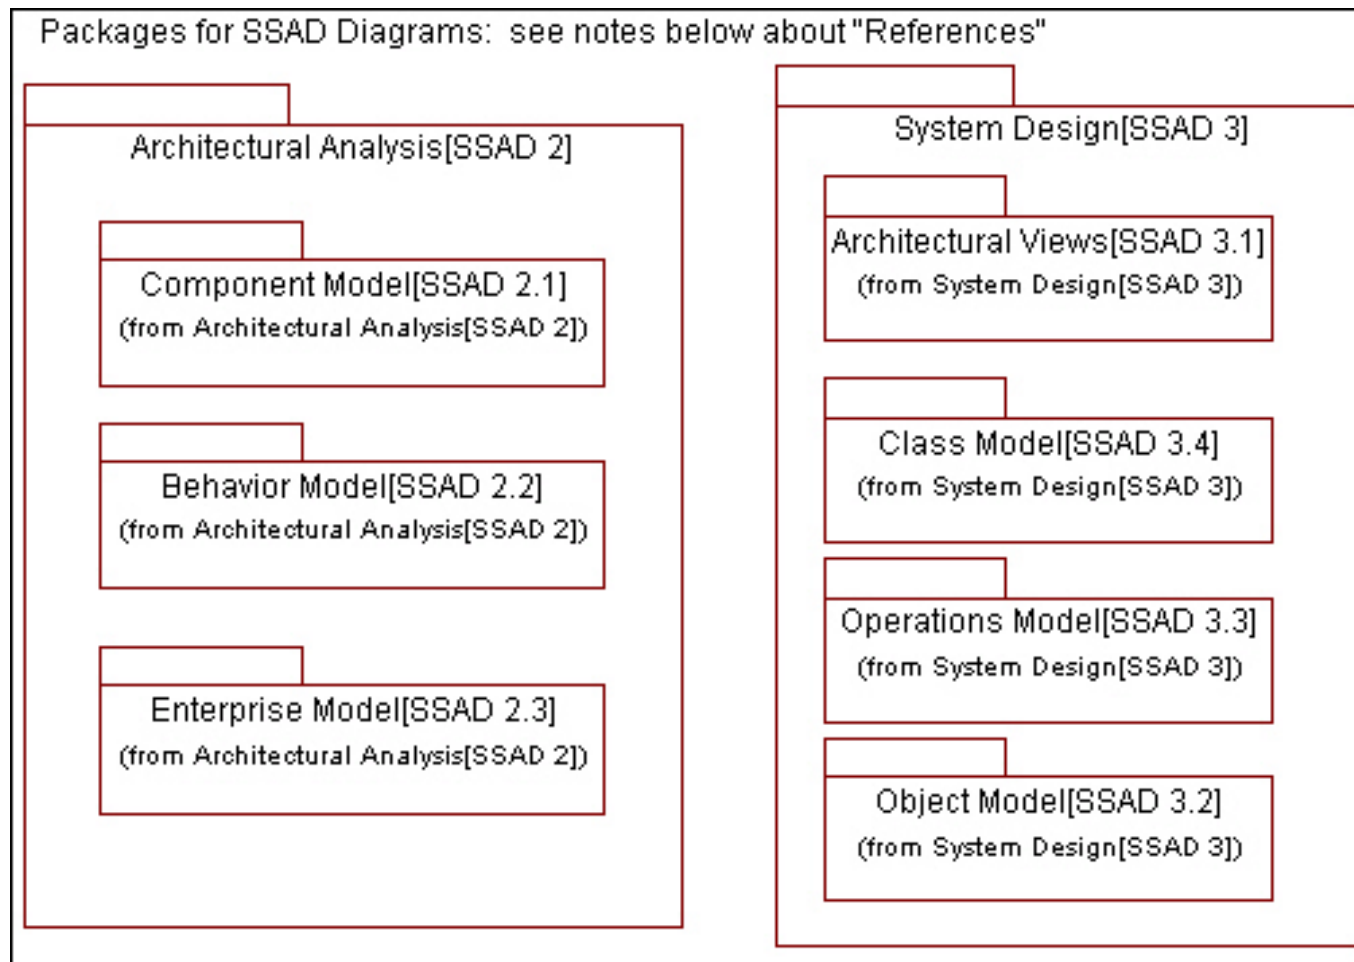 Packages for SSAD Diagrams: see notes below about "References"
Architectural Analysis[SSAD 2]
Component Model[SSAD 2.1]
(from Architectural Analysis[SSAD 2])
Behavior Model[SSAD 2.2]
(from Architectural Analysis[SSAD 2])
Enterprise Model[SSAD 2.3]
(from Architectural Analysis[SSAD 2])
System Design[SSAD 3]
Architectural Views[SSAD 3.1]
(from System Design[SSAD 3])
Class Model[SSAD 3.4]
(from System Design[SSAD 3])
Operations Model[SSAD 3.3]
(from System Design[SSAD 3])
Object Model[SSAD 3.2]
(from System Design[SSAD 3])